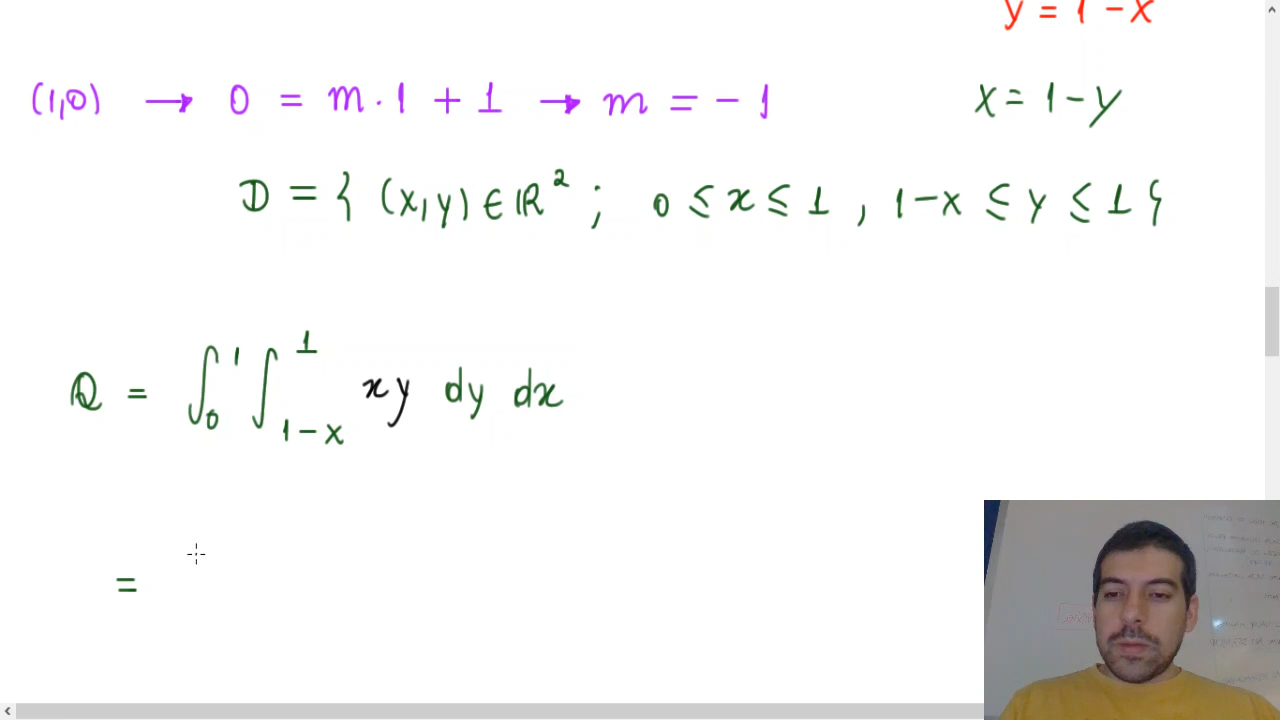 y = 1 - x
(1,0) → 0 = m · 1 + 1 → m = - 1
x = 1 - y
D = { (x,y) ∈ ℝ² ; 0 ≤ x ≤ 1 , 1-x ≤ y ≤ 1 }
Q = ∫₀¹ ∫₁₋ₓ¹ xy dy dx
=